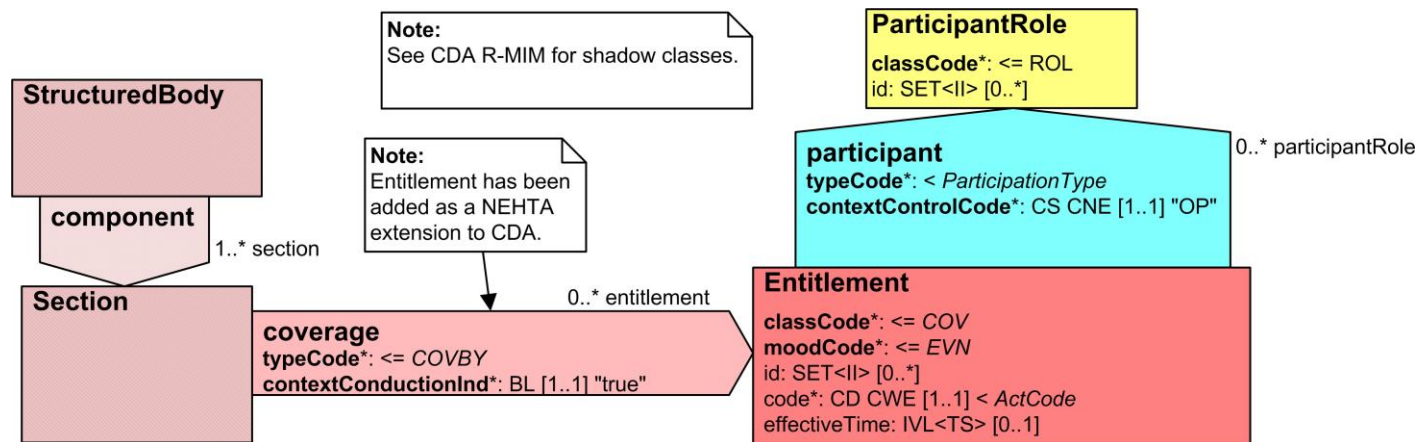 Note:
See CDA R-MIM for shadow classes.
ParticipantRole
classCode*: <= ROL
id: SET<II> [0..*]
StructuredBody
component
1..* section
Note:
Entitlement has been
added as a NEHTA
extension to CDA.
participant
typeCode*: < ParticipationType
contextControlCode*: CS CNE [1..1] "OP"
0..* participantRole
Section
coverage
typeCode*: <= COVBY
contextConductionInd*: BL [1..1] "true"
0..* entitlement
Entitlement
classCode*: <= COV
moodCode*: <= EVN
id: SET<II> [0..*]
code*: CD CWE [1..1] < ActCode
effectiveTime: IVL<TS> [0..1]